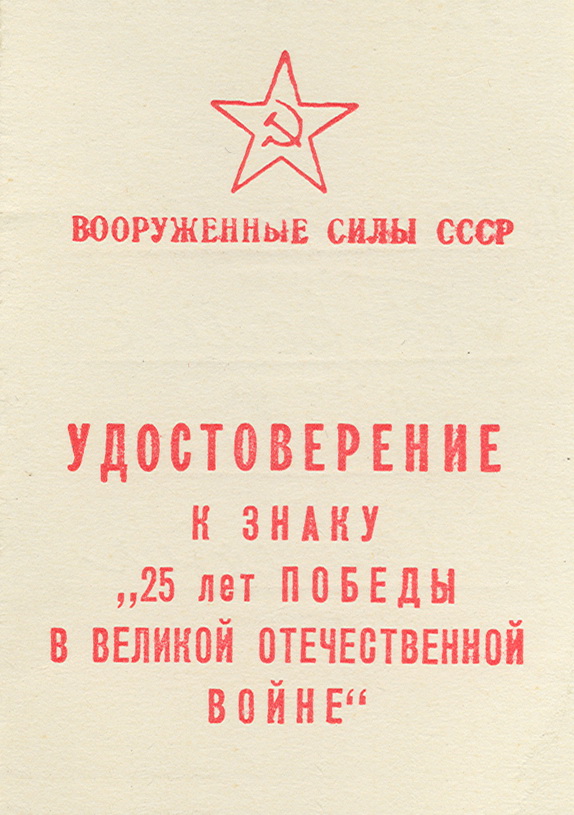 ВООРУЖЕННЫЕ СИЛЫ СССР
УДОСТОВЕРЕНИЕ
К ЗНАКУ
„25 лет ПОБЕДЫ
В ВЕЛИКОЙ ОТЕЧЕСТВЕННОЙ
ВОЙНЕ“